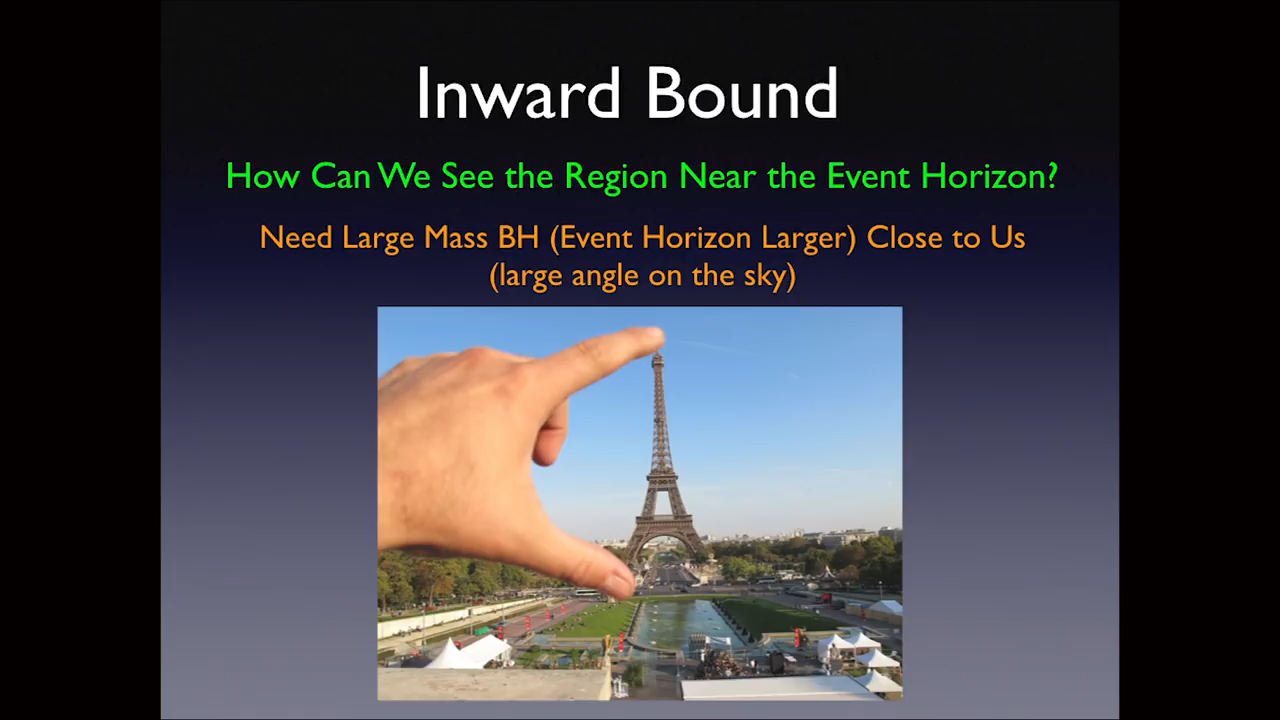 Inward Bound
How Can We See the Region Near the Event Horizon?
Need Large Mass BH (Event Horizon Larger) Close to Us
(large angle on the sky)